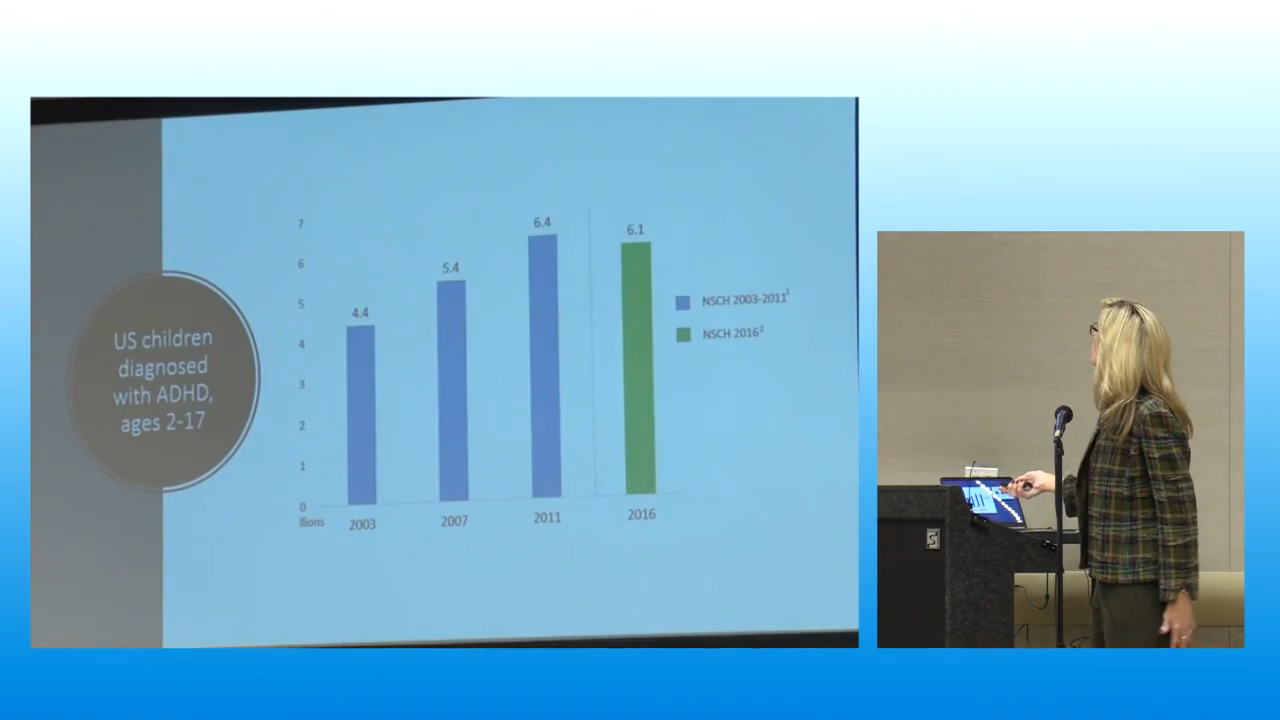 US children
diagnosed
with ADHD,
ages 2-17
7
6
5
4
3
2
1
0
llions
4.4
5.4
6.4
6.1
2003
2007
2011
2016
NSCH 2003-2011¹
NSCH 2016²